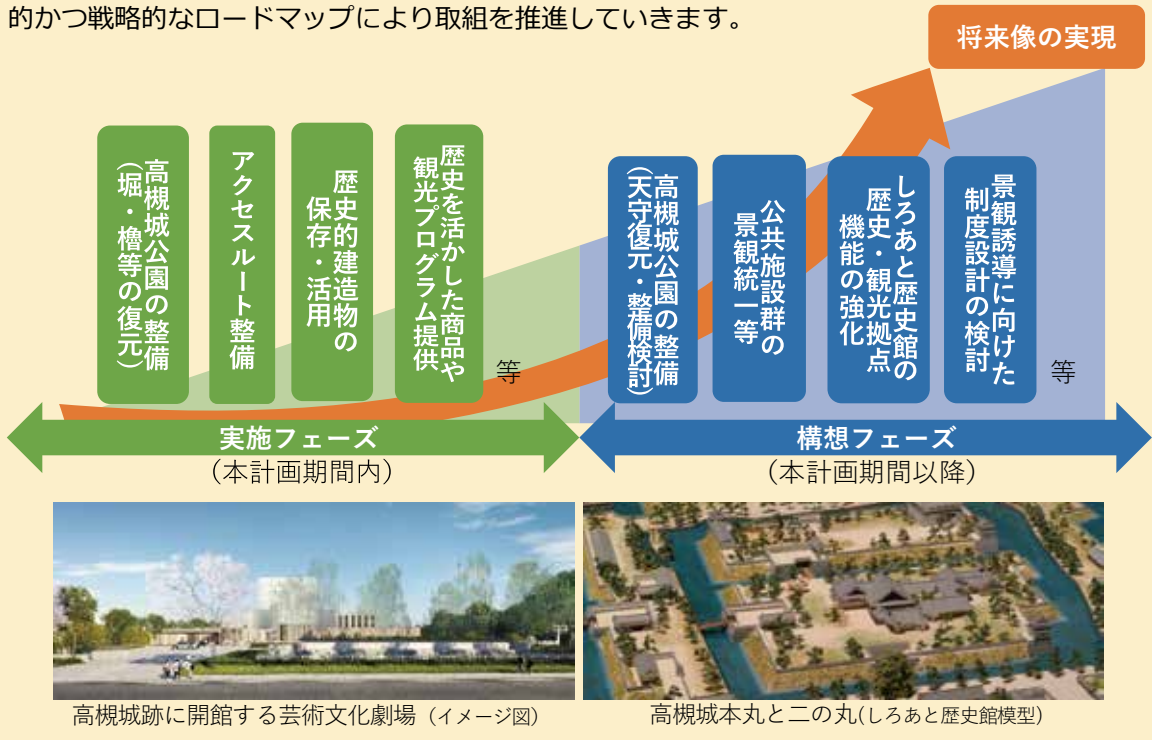 的かつ戦略的なロードマップにより取組を推進していきます。
将来像の実現
高槻城公園の整備
(堀・櫓等の復元)
アクセスルート整備
歴史的建造物の
保存・活用
歴史を活かした商品や
観光プログラム提供
等
高槻城公園の整備
(天守復元・整備検討)
公共施設群の
景観統一等
しろあと歴史館の
歴史・観光拠点
機能の強化
景観誘導に向けた
制度設計の検討
等
実施フェーズ
(本計画期間内)
構想フェーズ
(本計画期間以降)
高槻城跡に開館する芸術文化劇場(イメージ図)
高槻城本丸と二の丸(しろあと歴史館模型)